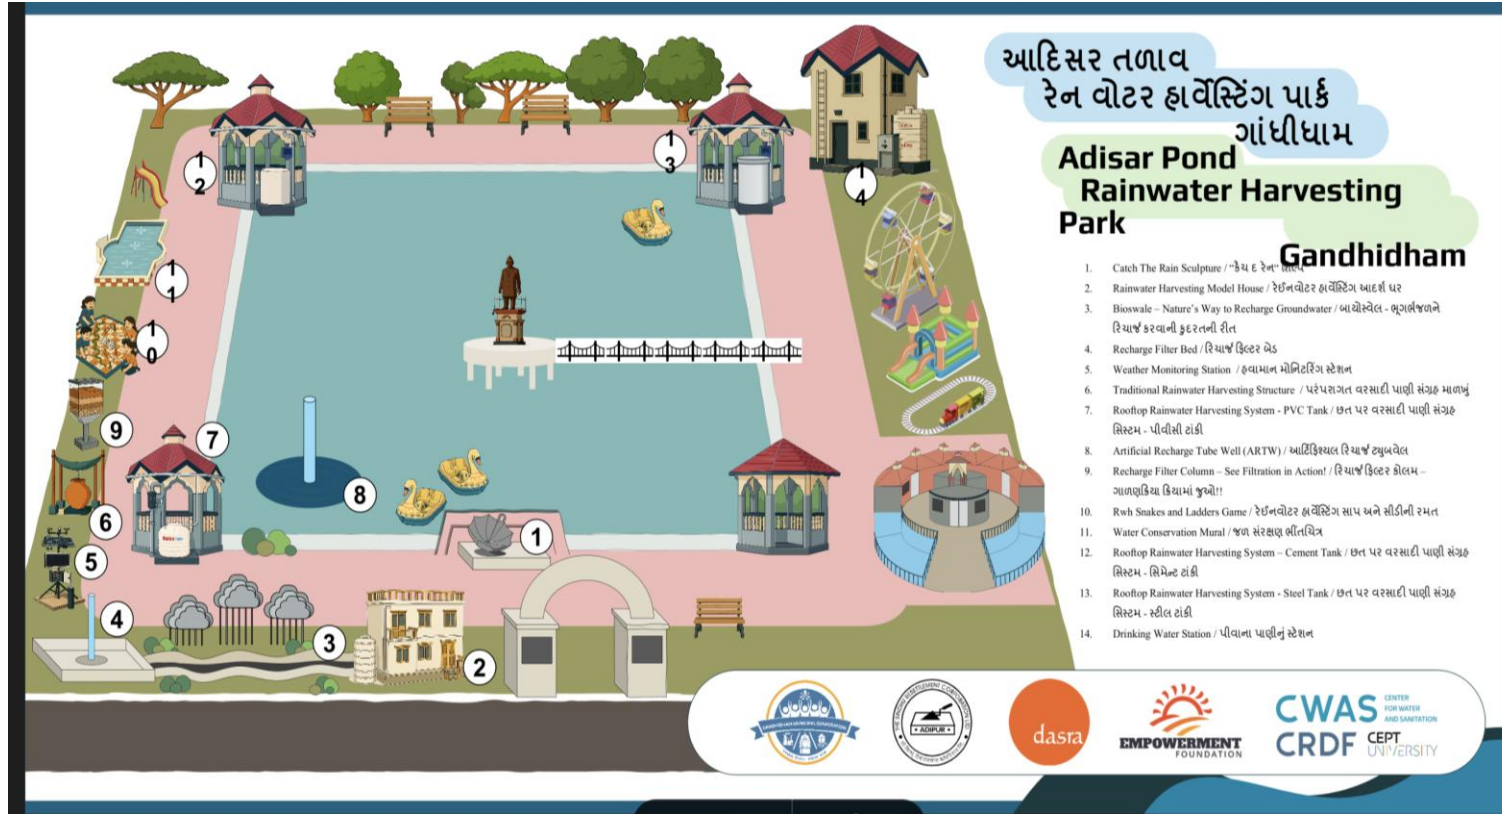 આદિસર તળાવ
રેન વોટર હાર્વેસ્ટિંગ પાર્ક
ગાંધીધામ
Adisar Pond
Rainwater Harvesting
Park
Gandhidham
1. Catch The Rain Sculpture / "કેચ ધ રેન"
2. Rainwater Harvesting Model House / રેઈનવોટર હાર્વેસ્ટિંગ આદર્શ ઘર
3. Bioswale – Nature's Way to Recharge Groundwater / બાયોસ્વેલ - ભૂગર્ભજળને
રિચાર્જ કરવાની કુદરતની રીત
4. Recharge Filter Bed / રિચાર્જ ફિલ્ટર બેડ
5. Weather Monitoring Station / હવામાન મોનિટરિંગ સ્ટેશન
6. Traditional Rainwater Harvesting Structure / પરંપરાગત વરસાદી પાણી સંગ્રહ માળખું
7. Rooftop Rainwater Harvesting System - PVC Tank / છત પર વરસાદી પાણી સંગ્રહ
સિસ્ટમ - પીવીસી ટાંકી
8. Artificial Recharge Tube Well (ARTW) / આર્ટિફિશ્યલ રિચાર્જ ટ્યુબવેલ
9. Recharge Filter Column – See Filtration in Action! / રિચાર્જ ફિલ્ટર કોલમ –
ગાળણક્રિયા ક્રિયામાં જુઓ!!
10. Rwh Snakes and Ladders Game / રેઈનવોટર હાર્વેસ્ટિંગ સાપ અને સીડીની રમત
11. Water Conservation Mural / જળ સંરક્ષણ ભીંતચિત્ર
12. Rooftop Rainwater Harvesting System – Cement Tank / છત પર વરસાદી પાણી સંગ્રહ
સિસ્ટમ - સિમેન્ટ ટાંકી
13. Rooftop Rainwater Harvesting System - Steel Tank / છત પર વરસાદી પાણી સંગ્રહ
સિસ્ટમ - સ્ટીલ ટાંકી
14. Drinking Water Station / પીવાના પાણીનું સ્ટેશન
12
13
14
11
10
9
7
8
6
1
5
4
3
2
ADIPUR
dasra
EMPOWERMENT
FOUNDATION
CWAS
CENTER
FOR WATER
AND SANITATION
CRDF
CEPT
UNIVERSITY